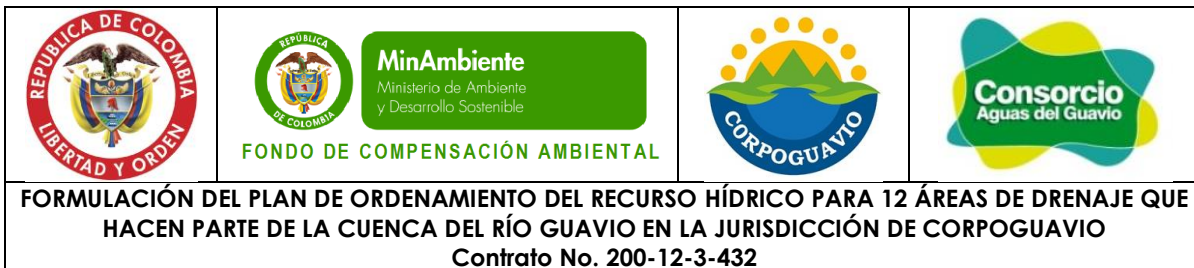 REPUBLICA DE COLOMBIA
LIBERTAD Y ORDEN
REPÚBLICA
DE COLOMBIA
MinAmbiente
Ministerio de Ambiente
y Desarrollo Sostenible
FONDO DE COMPENSACIÓN AMBIENTAL
CORPOGUAVIO
Consorcio
Aguas del Guavio
FORMULACIÓN DEL PLAN DE ORDENAMIENTO DEL RECURSO HÍDRICO PARA 12 ÁREAS DE DRENAJE QUE
HACEN PARTE DE LA CUENCA DEL RÍO GUAVIO EN LA JURISDICCIÓN DE CORPOGUAVIO
Contrato No. 200-12-3-432